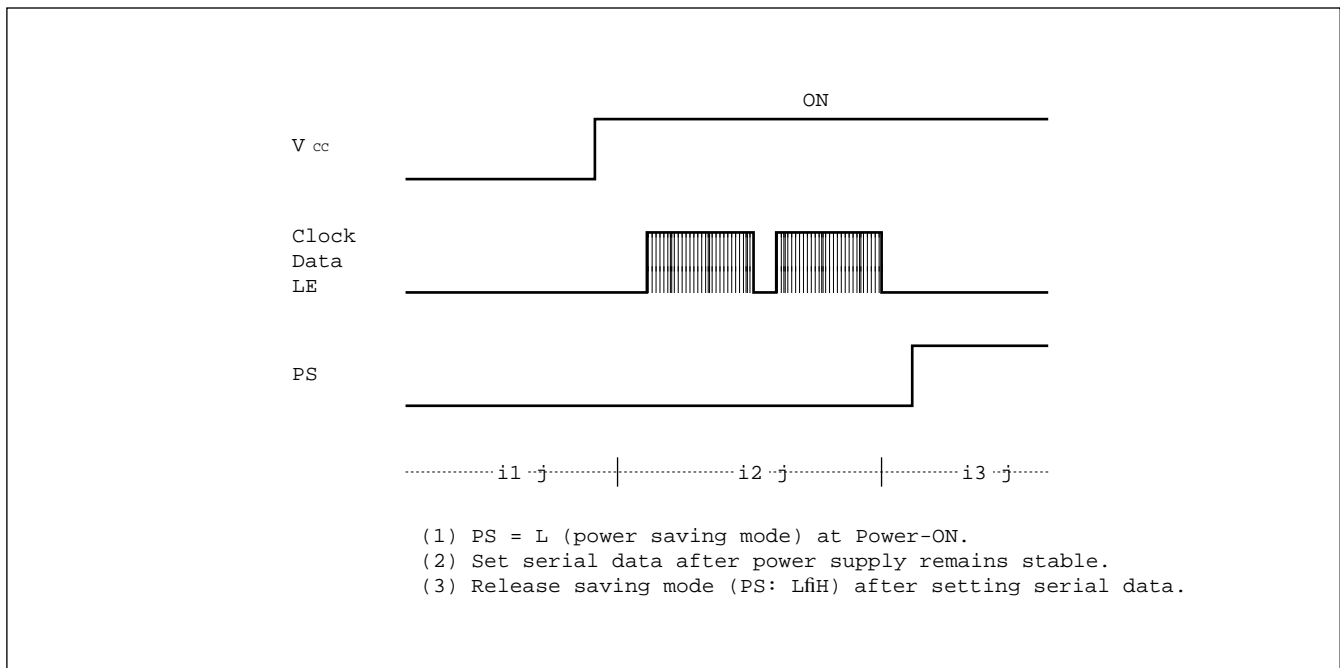 ON
V cc
Clock
Data
LE
PS
i1 j i2 j i3 j
(1) PS = L (power saving mode) at Power-ON.
(2) Set serial data after power supply remains stable.
(3) Release saving mode (PS: LfiH) after setting serial data.